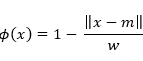 ϕ(x) = 1 − ‖x − m‖ / w